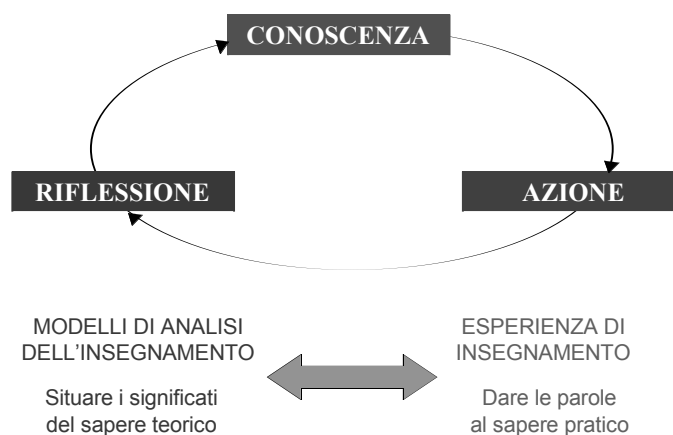 CONOSCENZA
RIFLESSIONE
AZIONE
MODELLI DI ANALISI
DELL’INSEGNAMENTO
Situare i significati
del sapere teorico
ESPERIENZA DI
INSEGNAMENTO
Dare le parole
al sapere pratico